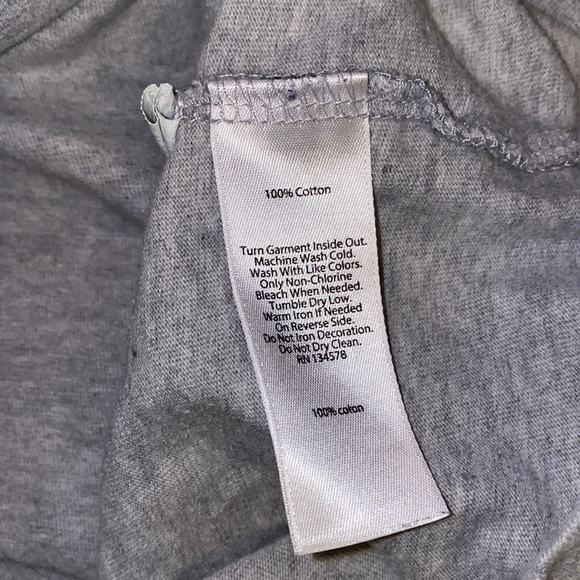 100% Cotton
Turn Garment Inside Out.
Machine Wash Cold.
Wash With Like Colors.
Only Non-Chlorine
Bleach When Needed.
Tumble Dry Low.
Warm Iron If Needed
On Reverse Side.
Do Not Iron Decoration.
Do Not Dry Clean.
RN 134578
100% coton